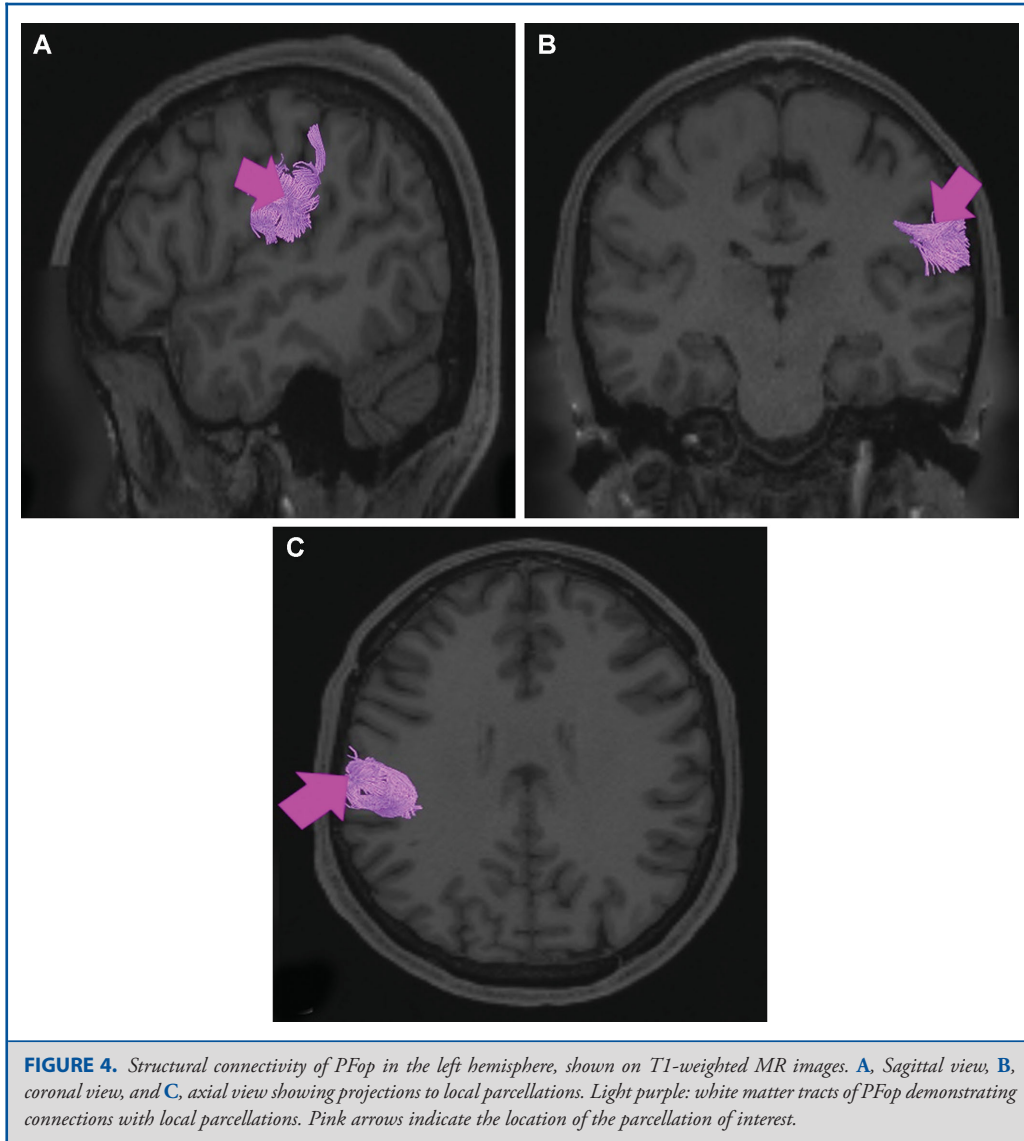 A
B
C
FIGURE 4. Structural connectivity of PFop in the left hemisphere, shown on T1-weighted MR images. A, Sagittal view, B,
coronal view, and C, axial view showing projections to local parcellations. Light purple: white matter tracts of PFop demonstrating
connections with local parcellations. Pink arrows indicate the location of the parcellation of interest.